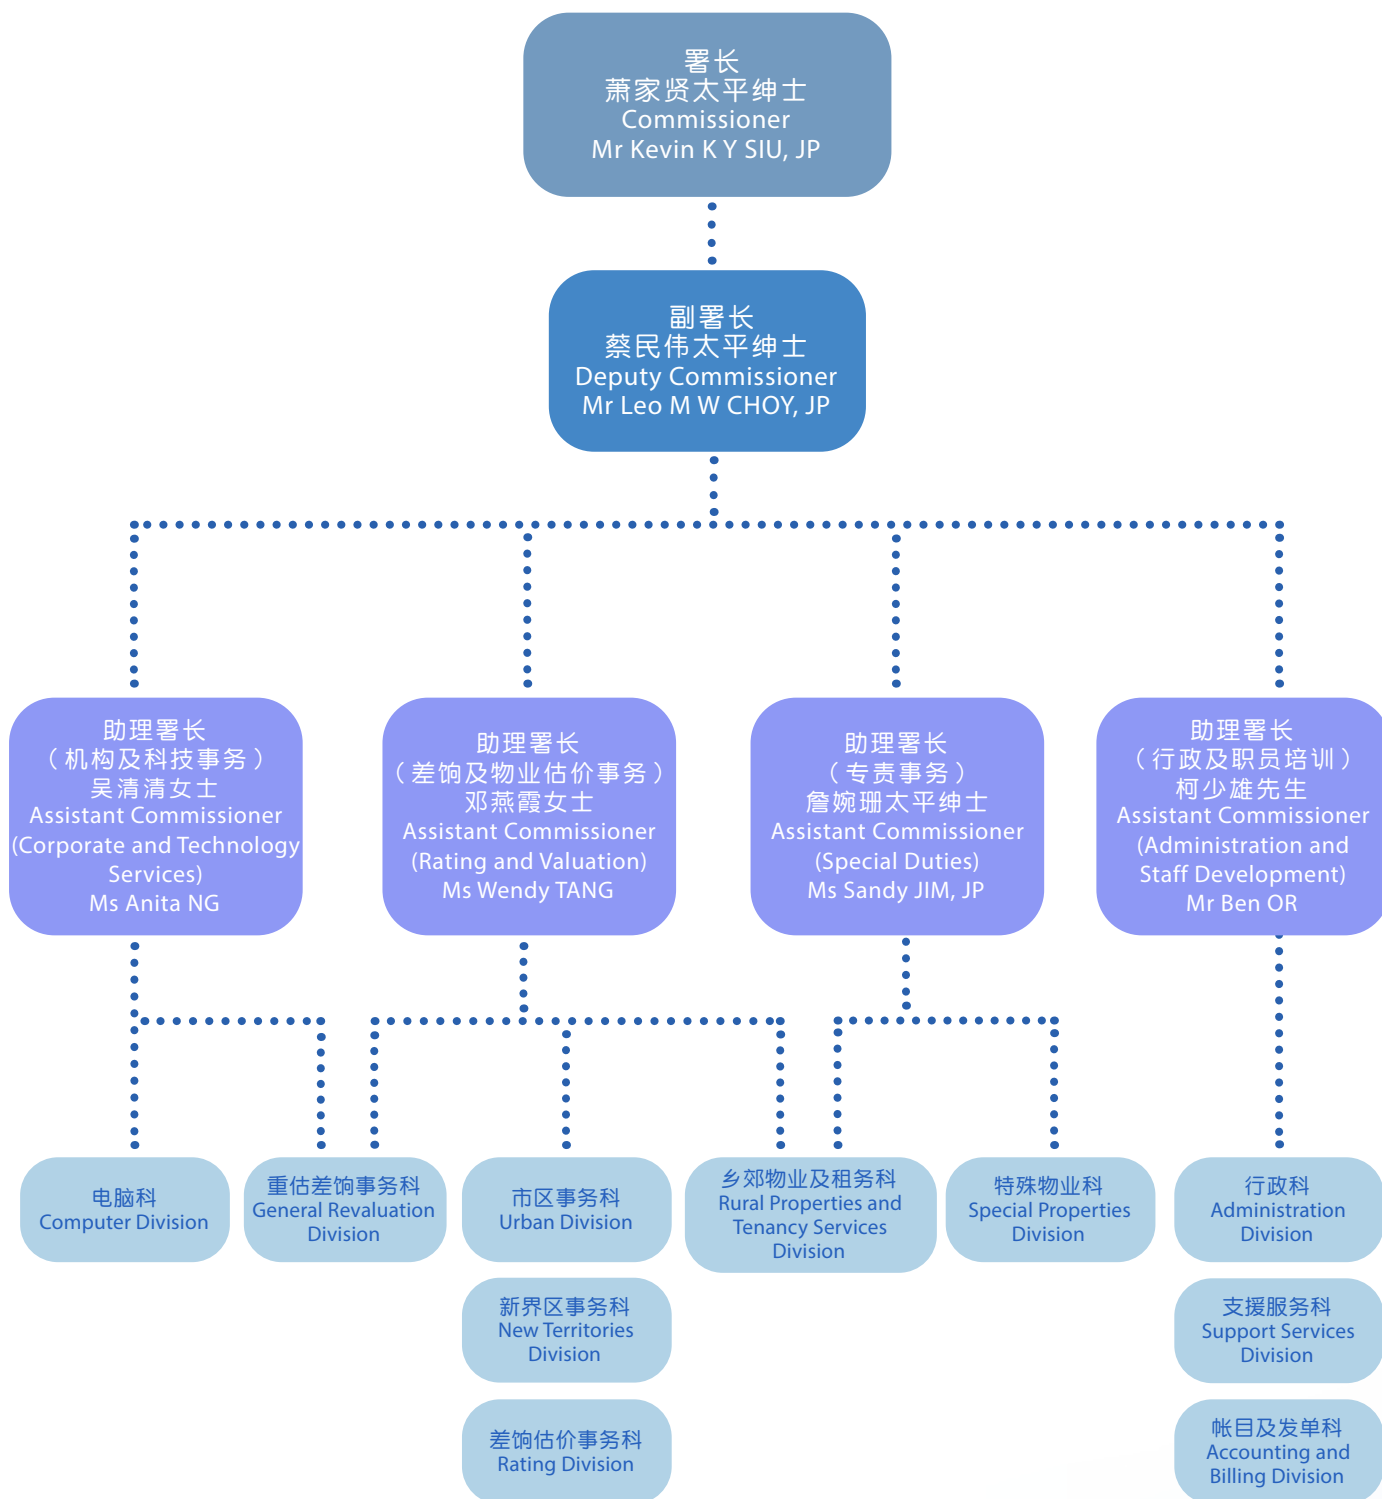 署长
萧家贤太平绅士
Commissioner
Mr Kevin K Y SIU, JP
副署长
蔡民伟太平绅士
Deputy Commissioner
Mr Leo M W CHOY, JP
助理署长
（机构及科技事务）
吴清清女士
Assistant Commissioner
(Corporate and Technology
Services)
Ms Anita NG
助理署长
（差饷及物业估价事务）
邓燕霞女士
Assistant Commissioner
(Rating and Valuation)
Ms Wendy TANG
助理署长
（专责事务）
詹婉珊太平绅士
Assistant Commissioner
(Special Duties)
Ms Sandy JIM, JP
助理署长
（行政及职员培训）
柯少雄先生
Assistant Commissioner
(Administration and
Staff Development)
Mr Ben OR
电脑科
Computer Division
重估差饷事务科
General Revaluation
Division
市区事务科
Urban Division
乡郊物业及租务科
Rural Properties and
Tenancy Services
Division
特殊物业科
Special Properties
Division
行政科
Administration
Division
新界区事务科
New Territories
Division
支援服务科
Support Services
Division
差饷估价事务科
Rating Division
帐目及发单科
Accounting and
Billing Division